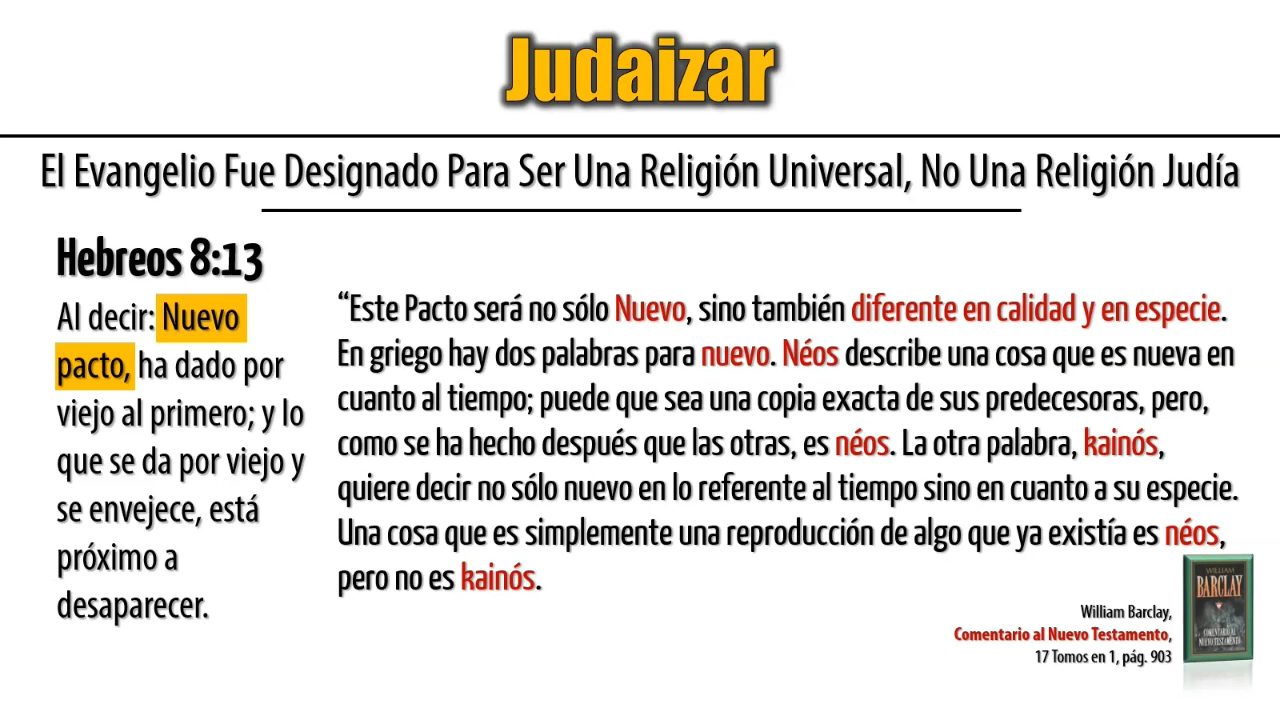 Judaizar
El Evangelio Fue Designado Para Ser Una Religión Universal, No Una Religión Judía
Hebreos 8:13
Al decir: Nuevo
pacto, ha dado por
viejo al primero; y lo
que se da por viejo y
se envejece, está
próximo a
desaparecer.
“Este Pacto será no sólo Nuevo, sino también diferente en calidad y en especie.
En griego hay dos palabras para nuevo. Néos describe una cosa que es nueva en
cuanto al tiempo; puede que sea una copia exacta de sus predecesoras, pero,
como se ha hecho después que las otras, es néos. La otra palabra, kainós,
quiere decir no sólo nuevo en lo referente al tiempo sino en cuanto a su especie.
Una cosa que es simplemente una reproducción de algo que ya existía es néos,
pero no es kainós.
William Barclay,
Comentario al Nuevo Testamento,
17 Tomos en 1, pág. 903
WILLIAM
BARCLAY
COMENTARIO AL
NUEVO TESTAMENTO